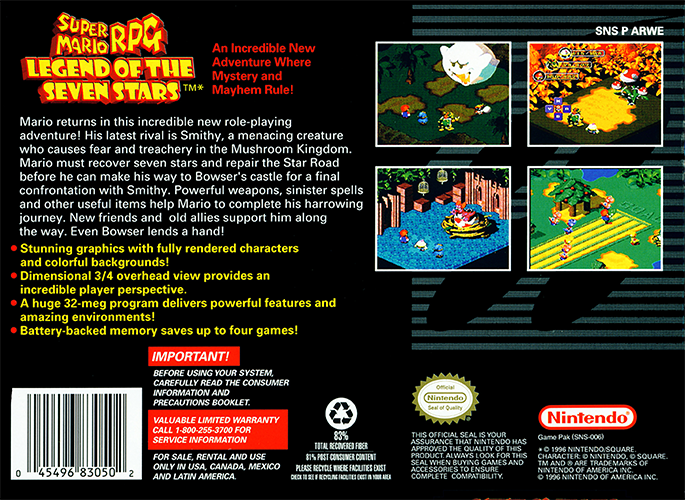 SUPER
MARIO RPG
LEGEND OF THE
SEVEN STARS™*
An Incredible New
Adventure Where
Mystery and
Mayhem Rule!
SNS P ARWE
Mario returns in this incredible new role-playing
adventure! His latest rival is Smithy, a menacing creature
who causes fear and treachery in the Mushroom Kingdom.
Mario must recover seven stars and repair the Star Road
before he can make his way to Bowser's castle for a final
confrontation with Smithy. Powerful weapons, sinister spells
and other useful items help Mario to complete his harrowing
journey. New friends and old allies support him along
the way. Even Bowser lends a hand!
• Stunning graphics with fully rendered characters
and colorful backgrounds!
• Dimensional 3/4 overhead view provides an
incredible player perspective.
• A huge 32-meg program delivers powerful features and
amazing environments!
• Battery-backed memory saves up to four games!
IMPORTANT!
BEFORE USING YOUR SYSTEM,
CAREFULLY READ THE CONSUMER
INFORMATION AND
PRECAUTIONS BOOKLET.
VALUABLE LIMITED WARRANTY
CALL 1-800-255-3700 FOR
SERVICE INFORMATION
FOR SALE, RENTAL AND USE
ONLY IN USA, CANADA, MEXICO
AND LATIN AMERICA.
0 45496 83050 2
83%
TOTAL RECOVERED FIBER
81% POST CONSUMER CONTENT
PLEASE RECYCLE WHERE FACILITIES EXIST
CHECK TO SEE IF RECYCLING FACILITIES EXIST IN YOUR AREA
Official
Nintendo
Seal of Quality
THIS OFFICIAL SEAL IS YOUR
ASSURANCE THAT NINTENDO HAS
APPROVED THE QUALITY OF THIS
PRODUCT. ALWAYS LOOK FOR THIS
SEAL WHEN BUYING GAMES AND
ACCESSORIES TO ENSURE
COMPLETE COMPATIBILITY.
Nintendo®
Game Pak (SNS-006)
* © 1996 NINTENDO/SQUARE.
CHARACTER: © NINTENDO, © SQUARE.
TM AND ® ARE TRADEMARKS OF
NINTENDO OF AMERICA INC.
© 1996 NINTENDO OF AMERICA INC.